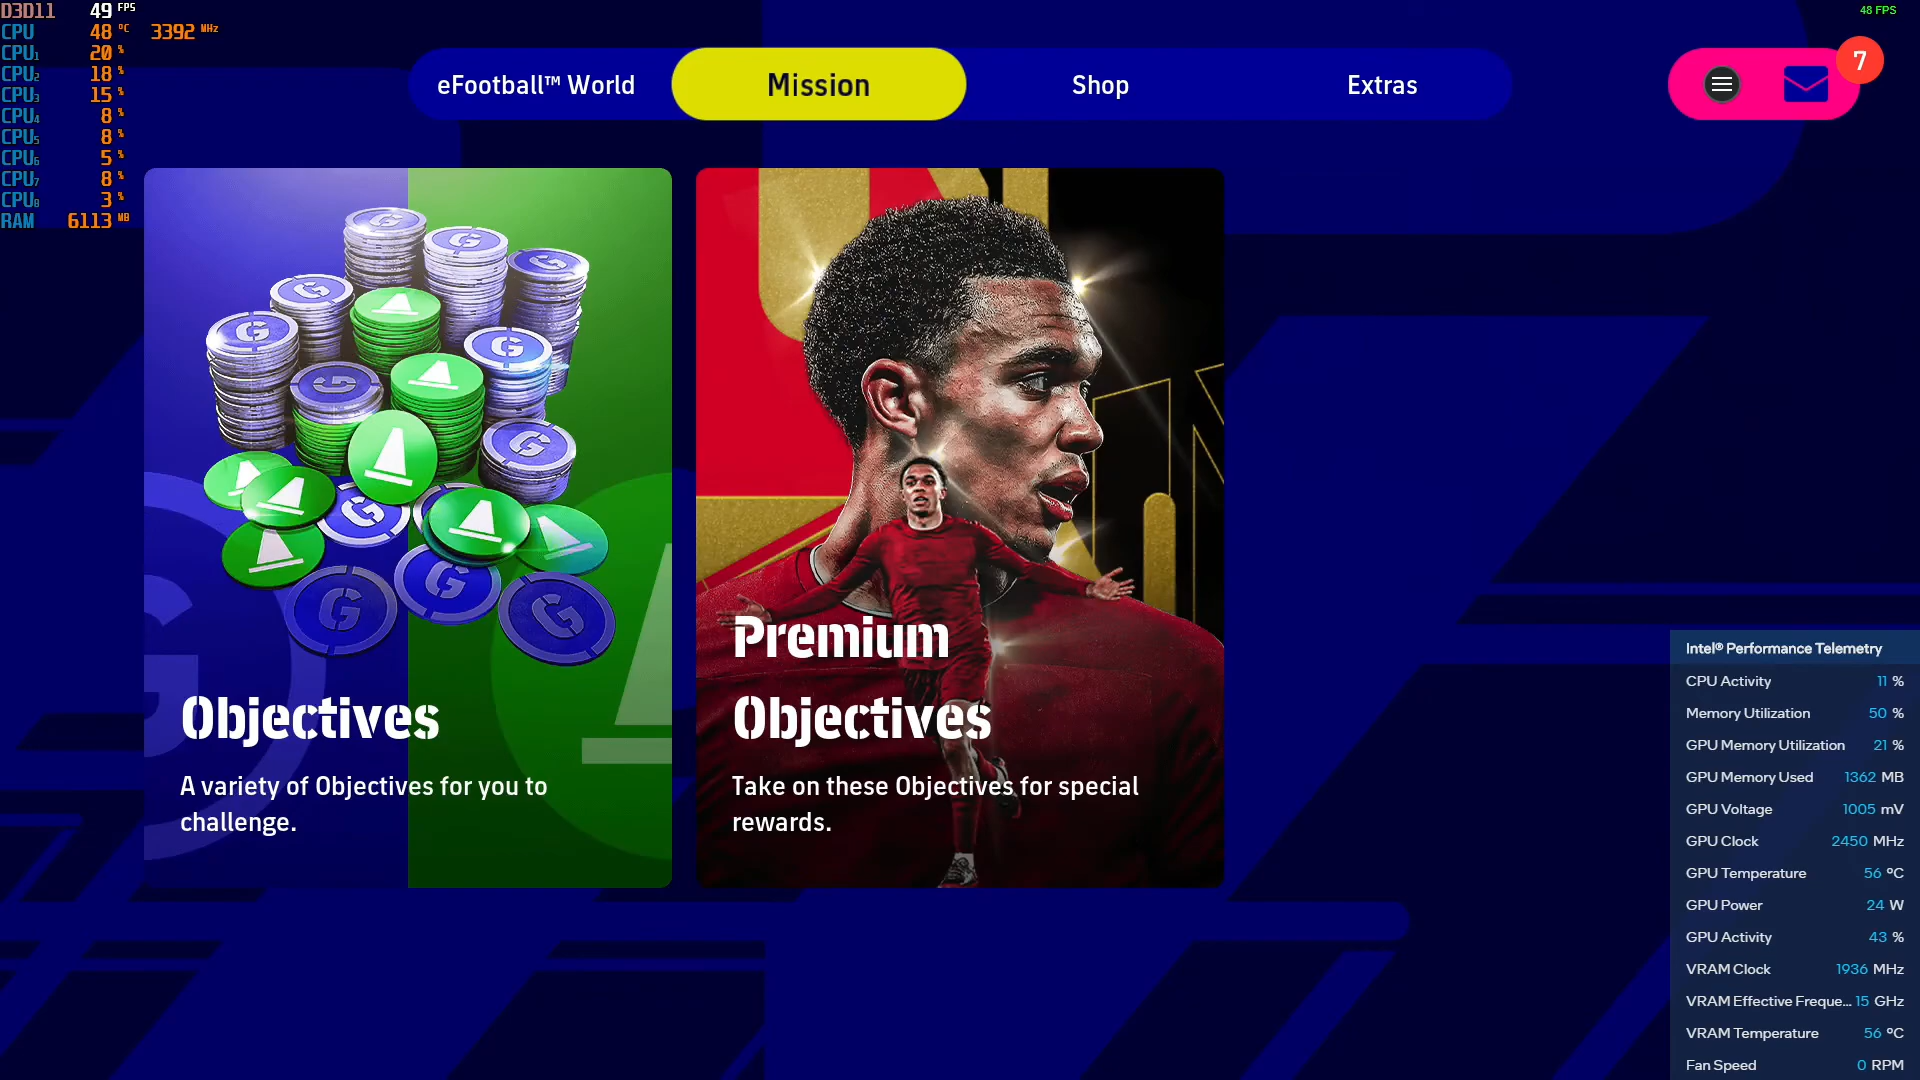 D3D11 49 FPS
CPU 48 °C 3392 MHz
CPU1 20 %
CPU2 18 %
CPU3 15 %
CPU4 8 %
CPU5 8 %
CPU6 5 %
CPU7 8 %
CPU8 3 %
RAM 6113 MB
48 FPS
eFootball™ World
Mission
Shop
Extras
7
Objectives
A variety of Objectives for you to
challenge.
Premium
Objectives
Take on these Objectives for special
rewards.
Intel® Performance Telemetry
CPU Activity 11 %
Memory Utilization 50 %
GPU Memory Utilization 21 %
GPU Memory Used 1362 MB
GPU Voltage 1005 mV
GPU Clock 2450 MHz
GPU Temperature 56 ºC
GPU Power 24 W
GPU Activity 43 %
VRAM Clock 1936 MHz
VRAM Effective Freque... 15 GHz
VRAM Temperature 56 ºC
Fan Speed 0 RPM